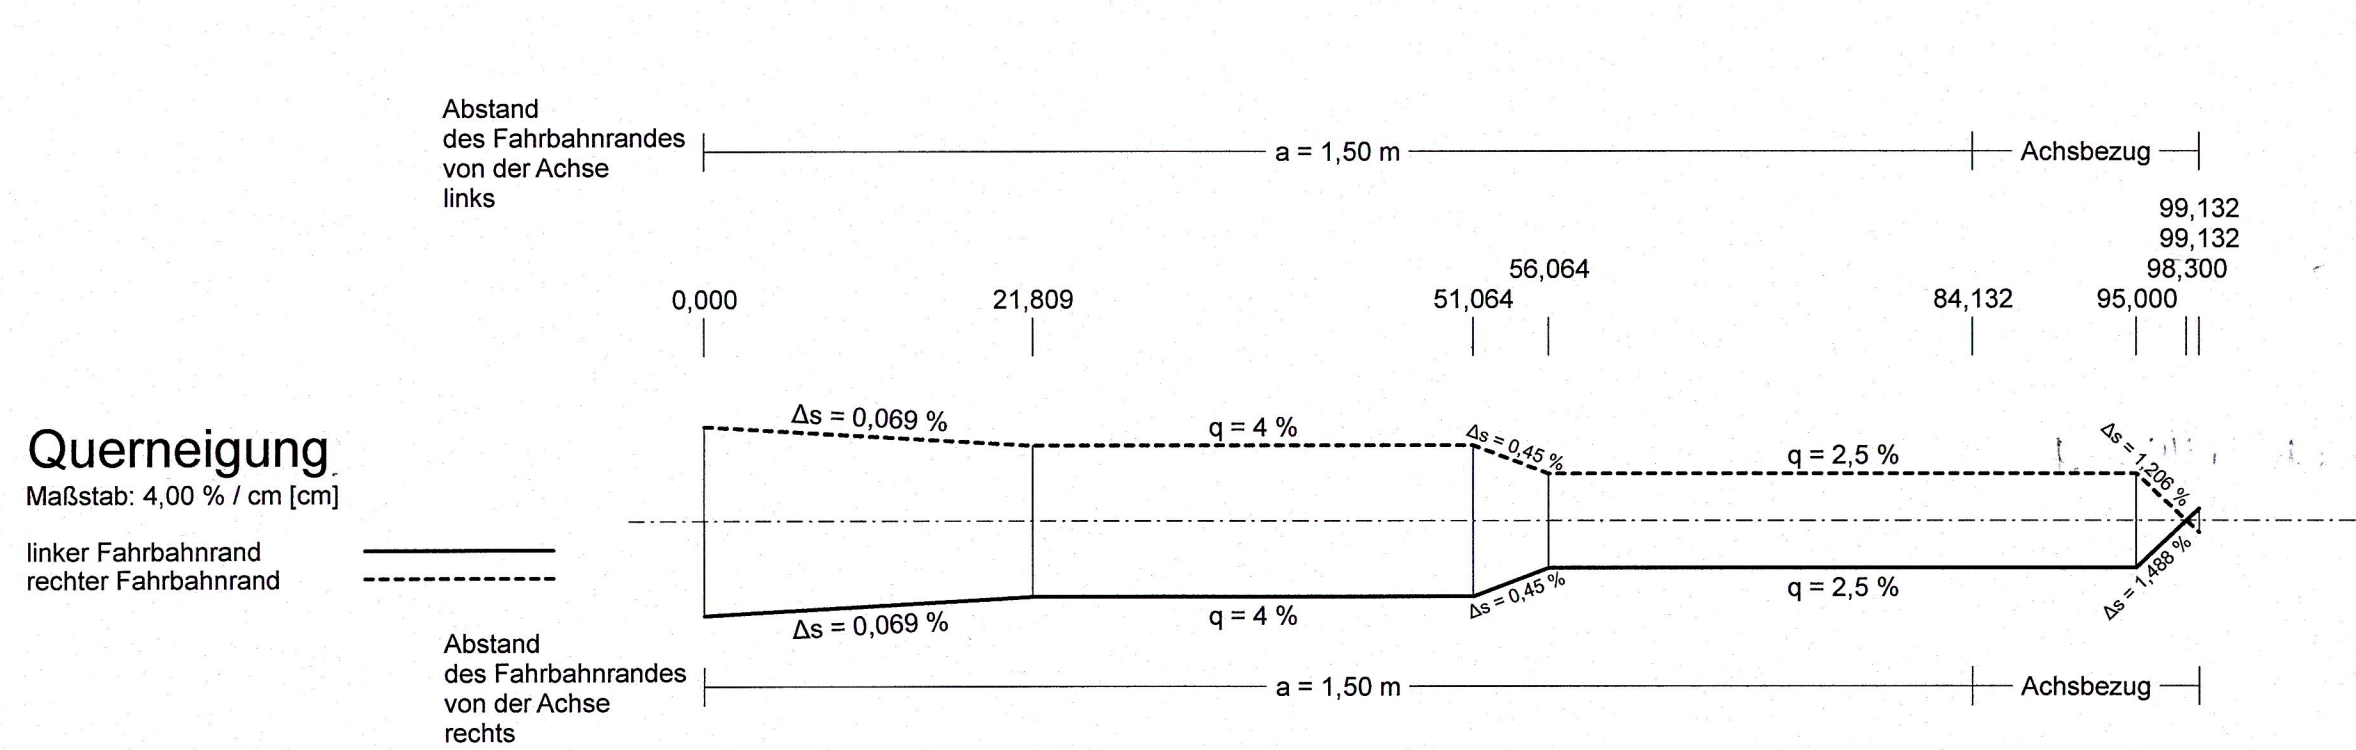 Abstand
des Fahrbahnrandes
von der Achse
links
a = 1,50 m
Achsbezug
99,132
99,132
56,064
98,300
0,000
21,809
51,064
84,132
95,000
Querneigung
Maßstab: 4,00 % / cm [cm]
linker Fahrbahnrand
rechter Fahrbahnrand
Δs = 0,069 %
q = 4 %
Δs = 0,45 %
q = 2,5 %
Δs = 1,206 %
Δs = 0,069 %
q = 4 %
Δs = 0,45 %
q = 2,5 %
Δs = 1,488 %
Abstand
des Fahrbahnrandes
von der Achse
rechts
a = 1,50 m
Achsbezug